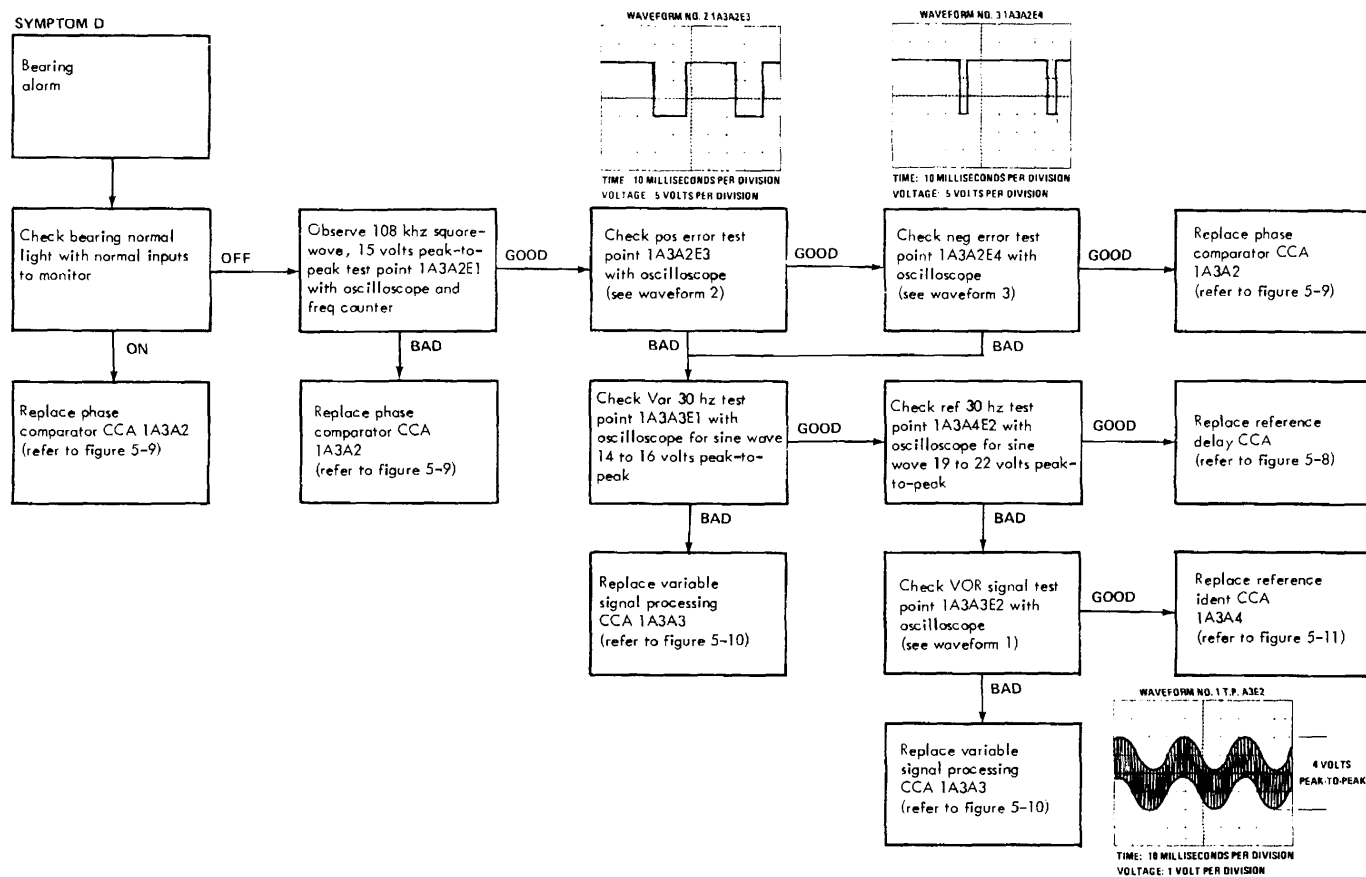 SYMPTOM D
Bearing
alarm
WAVEFORM NO. 2 1A3A2E3
TIME: 10 MILLISECONDS PER DIVISION
VOLTAGE: 5 VOLTS PER DIVISION
WAVEFORM NO. 3 1A3A2E4
TIME: 10 MILLISECONDS PER DIVISION
VOLTAGE: 5 VOLTS PER DIVISION
Check bearing normal
light with normal inputs
to monitor
OFF
Observe 108 khz square-
wave, 15 volts peak-to-
peak test point 1A3A2E1
with oscilloscope and
freq counter
GOOD
Check pos error test
point 1A3A2E3
with oscilloscope
(see waveform 2)
GOOD
Check neg error test
point 1A3A2E4 with
oscilloscope
(see waveform 3)
GOOD
Replace phase
comparator CCA
1A3A2
(refer to figure 5-9)
ON
BAD
BAD
BAD
Replace phase
comparator CCA 1A3A2
(refer to figure 5-9)
Replace phase
comparator CCA
1A3A2
(refer to figure 5-9)
Check Var 30 hz test
point 1A3A3E1 with
oscilloscope for sine wave
14 to 16 volts peak-to-
peak
GOOD
Check ref 30 hz test
point 1A3A4E2 with
oscilloscope for sine
wave 19 to 22 volts peak-
to-peak
GOOD
Replace reference
delay CCA
(refer to figure 5-8)
BAD
BAD
Replace variable
signal processing
CCA 1A3A3
(refer to figure 5-10)
Check VOR signal test
point 1A3A3E2 with
oscilloscope
(see waveform 1)
GOOD
Replace reference
ident CCA
1A3A4
(refer to figure 5-11)
BAD
Replace variable
signal processing
CCA 1A3A3
(refer to figure 5-10)
WAVEFORM NO. 1 T.P. A3E2
4 VOLTS
PEAK-TO-PEAK
TIME: 10 MILLISECONDS PER DIVISION
VOLTAGE: 1 VOLT PER DIVISION